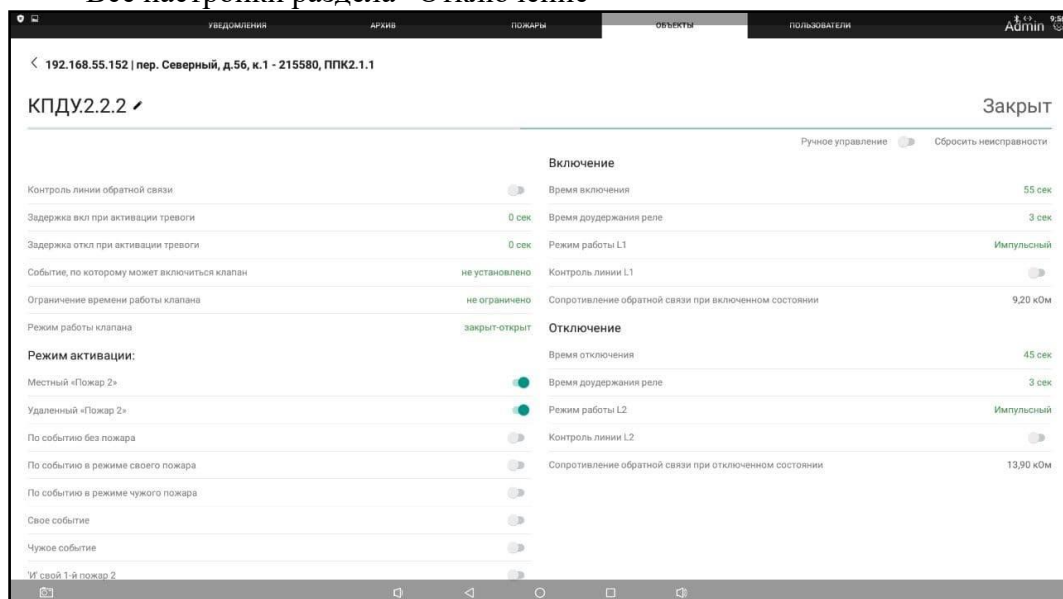 Все настройки раздела "Отключение"
УВЕДОМЛЕНИЯ АРХИВ ПОЖАРЫ ОБЪЕКТЫ ПОЛЬЗОВАТЕЛИ Admin
192.168.55.152 | пер. Северный, д.56, к.1 - 215580, ППК2.1.1
КПДУ.2.2.2 Закрыт
Ручное управление Сбросить неисправности
Включение
Контроль линии обратной связи
Время включения 55 сек
Задержка вкл при активации тревоги 0 сек
Время доудержания реле 3 сек
Задержка откл при активации тревоги 0 сек
Режим работы L1 Импульсный
Событие, по которому может включиться клапан не установлено
Контроль линии L1
Ограничение времени работы клапана не ограничено
Сопротивление обратной связи при включенном состоянии 9,20 кОм
Режим работы клапана закрыт-открыт
Отключение
Режим активации:
Время отключения 45 сек
Местный «Пожар 2»
Время доудержания реле 3 сек
Удаленный «Пожар 2»
Режим работы L2 Импульсный
По событию без пожара
Контроль линии L2
По событию в режиме своего пожара
Сопротивление обратной связи при отключенном состоянии 13,90 кОм
По событию в режиме чужого пожара
Свое событие
Чужое событие
'И' свой 1-й пожар 2